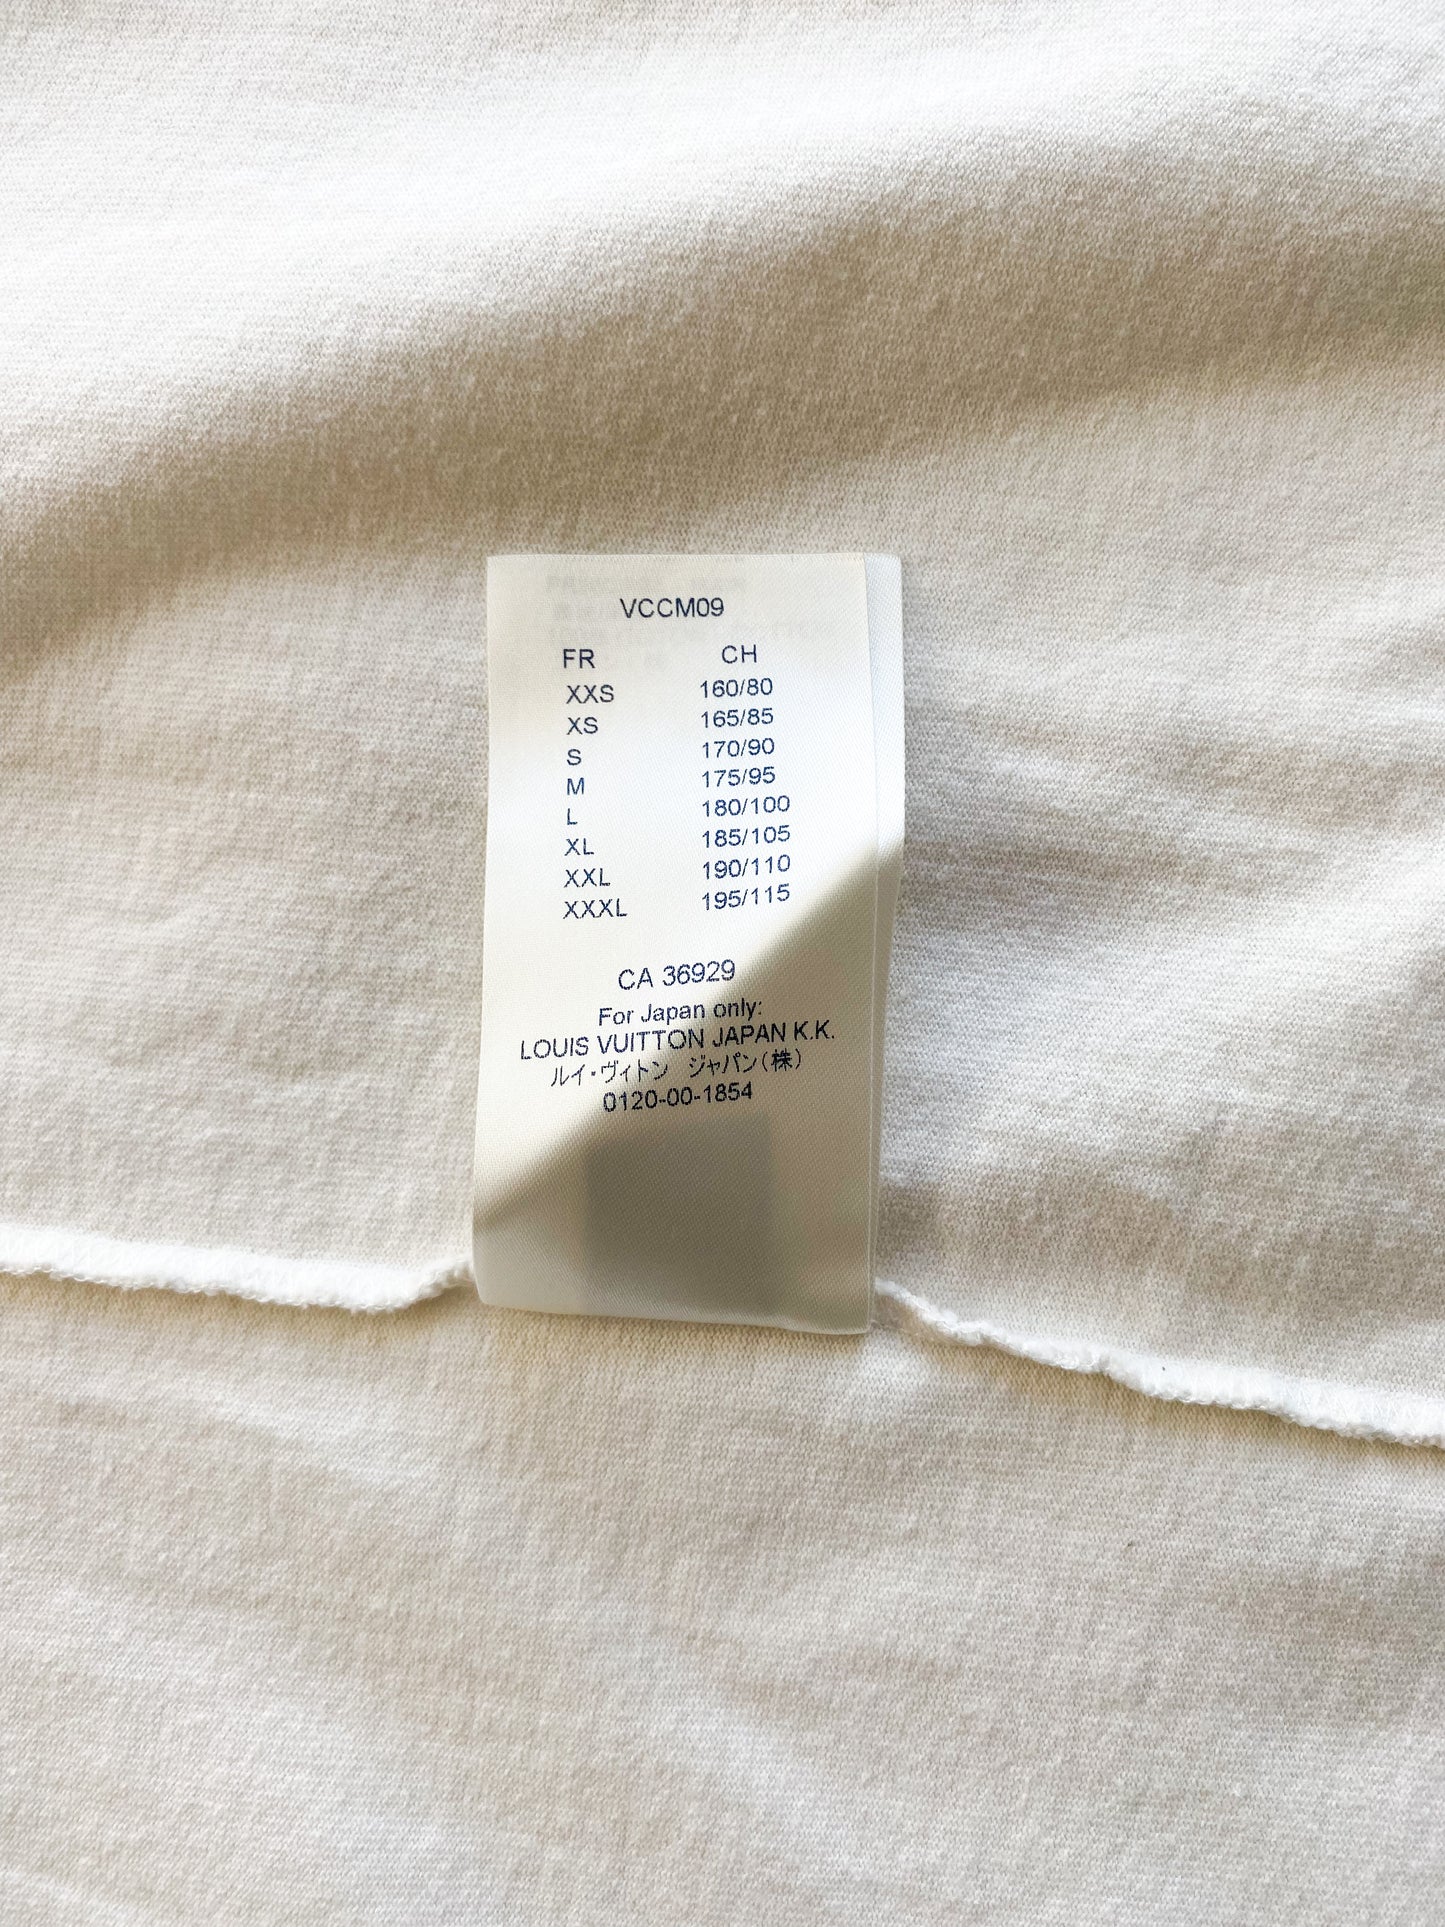 VCCM09
FR CH
XXS 160/80
XS 165/85
S 170/90
M 175/95
L 180/100
XL 185/105
XXL 190/110
XXXL 195/115
CA 36929
For Japan only:
LOUIS VUITTON JAPAN K.K.
ルイ・ヴィトン ジャパン(株)
0120-00-1854